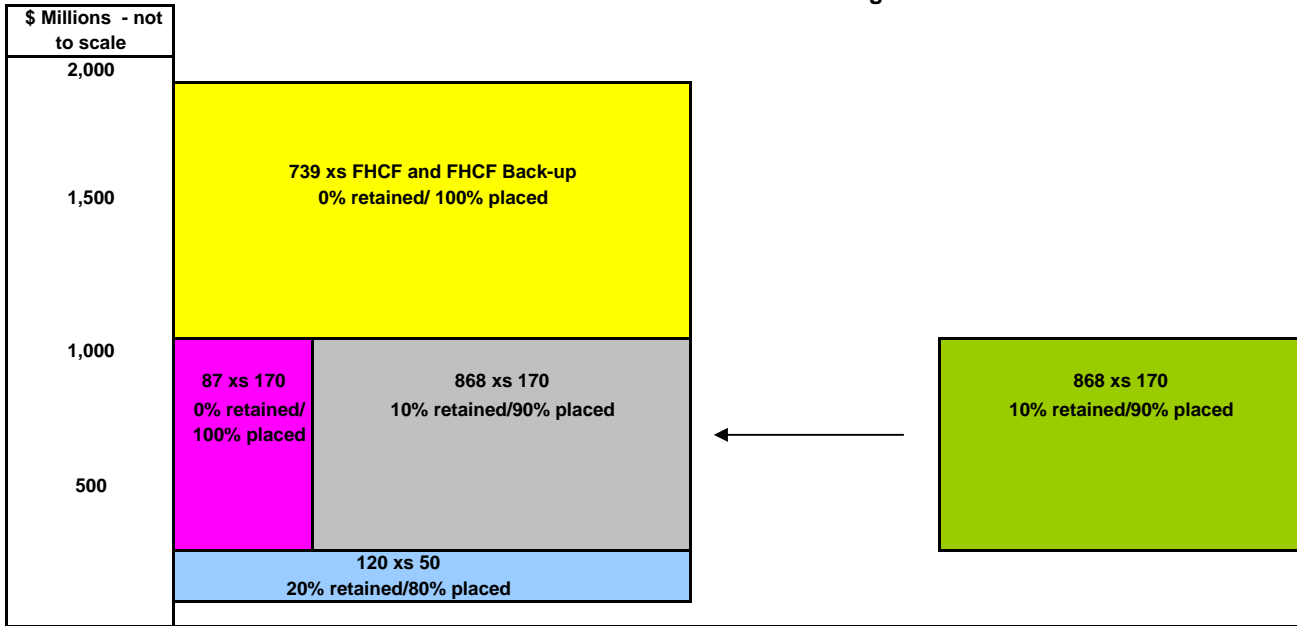 $ Millions - not
to scale
2,000
739 xs FHCF and FHCF Back-up
0% retained/ 100% placed
1,500
1,000
87 xs 170
0% retained/
100% placed
868 xs 170
10% retained/90% placed
868 xs 170
10% retained/90% placed
500
120 xs 50
20% retained/80% placed